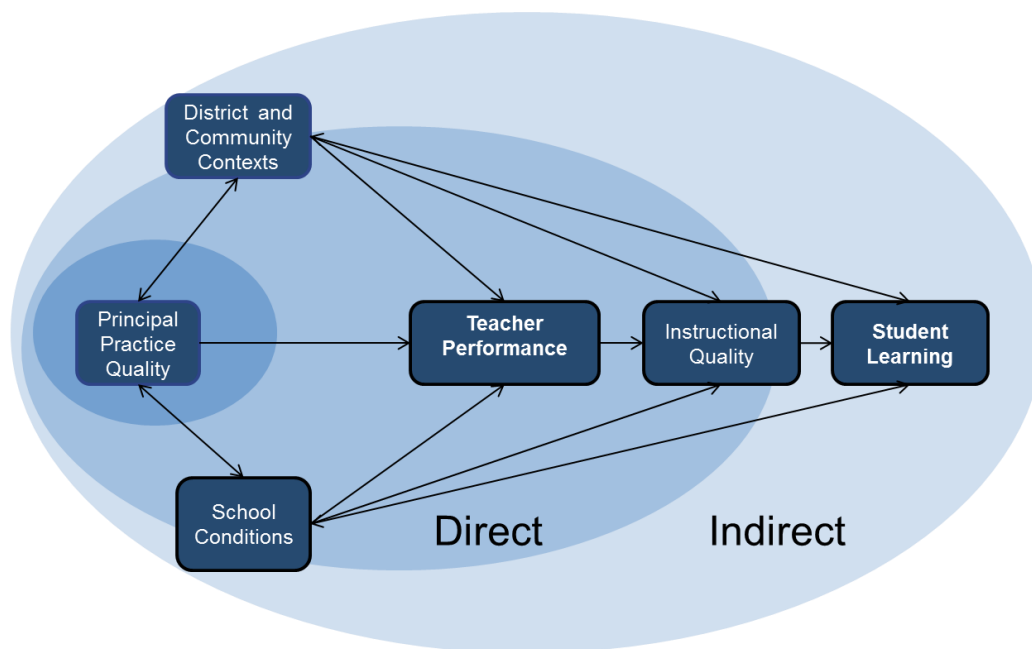 District and
Community
Contexts
Principal
Practice
Quality
Teacher
Performance
Instructional
Quality
Student
Learning
School
Conditions
Direct
Indirect